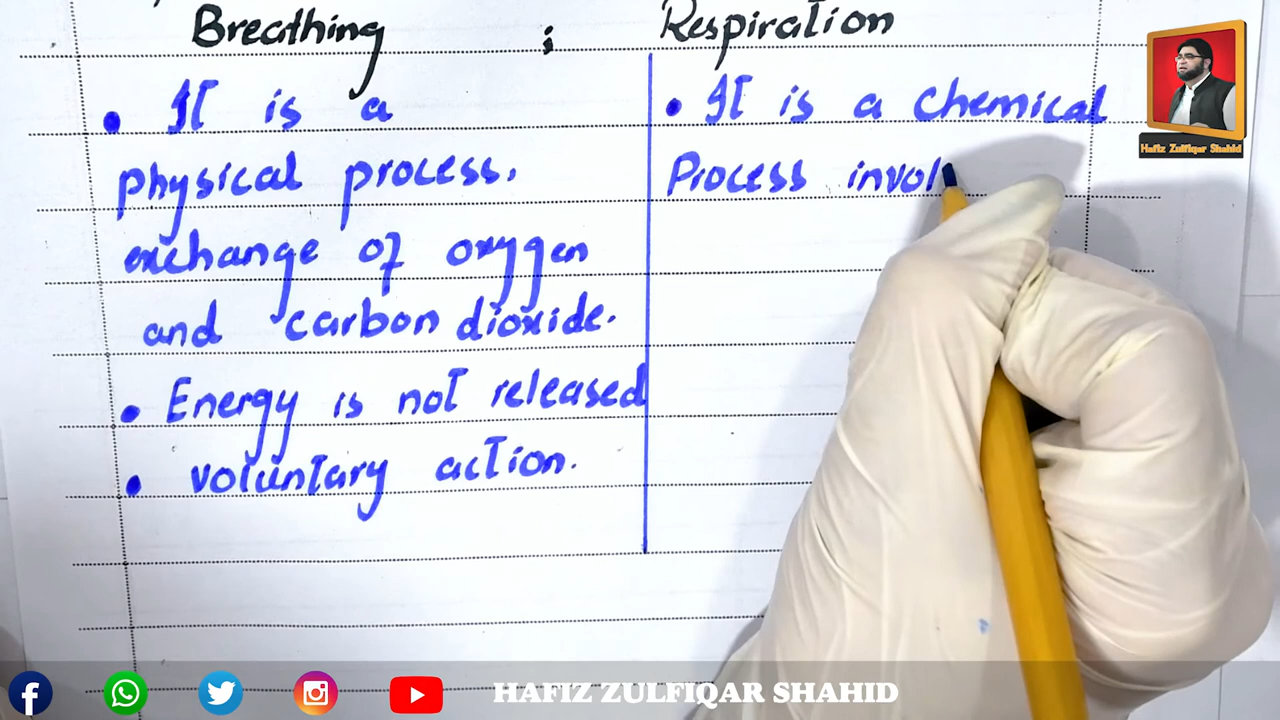 Breathing ; Respiration
• It is a
physical process.
exchange of oxygen
and carbon dioxide.
• Energy is not released
• voluntary action.
• It is a chemical
Process invol
Hafiz Zulfiqar Shahid
HAFIZ ZULFIQAR SHAHID